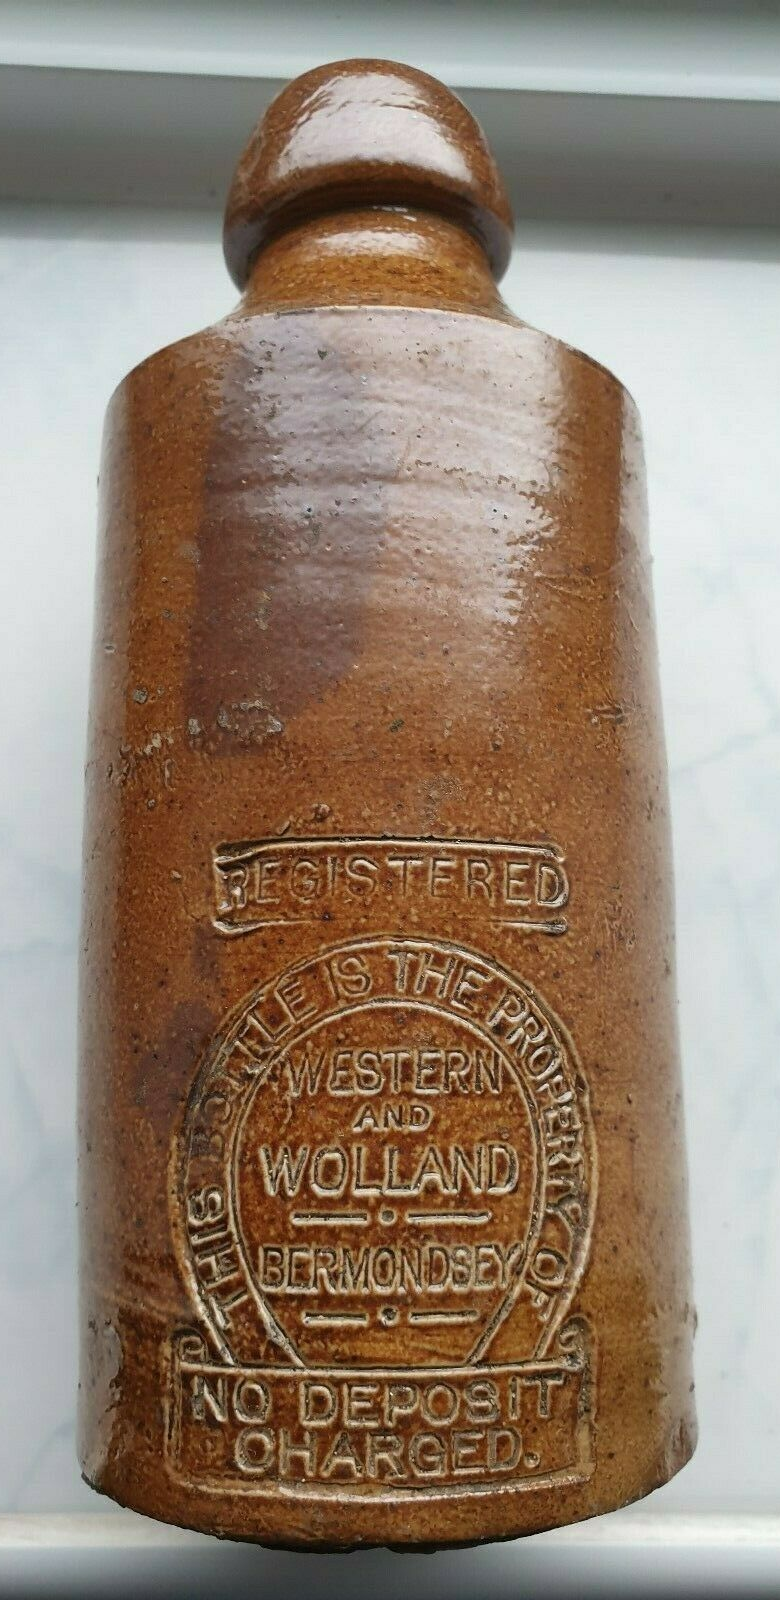 REGISTERED
THIS BOTTLE IS THE PROPERTY OF
WESTERN
AND
WOLLAND
BERMONDSEY
NO DEPOSIT
CHARGED.